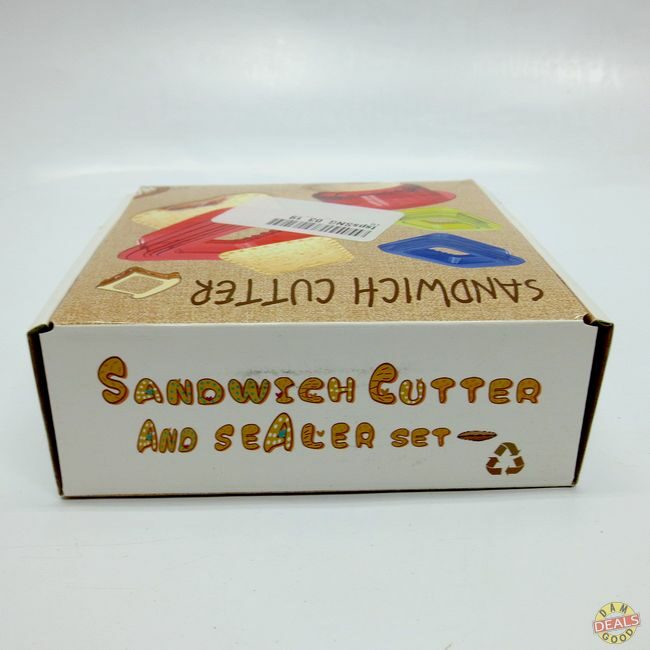 SANDWICH CUTTER
SANDWICH CUTTER
AND SEALER SET
DAM
DEALS
GOOD